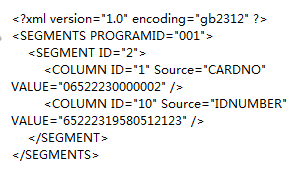 <?xml version="1.0" encoding="gb2312" ?>
<SEGMENTS PROGRAMID="001">
<SEGMENT ID="2">
<COLUMN ID="1" Source="CARDNO"
VALUE="06522230000002" />
<COLUMN ID="10" Source="IDNUMBER"
VALUE="65222319580512123" />
</SEGMENT>
</SEGMENTS>